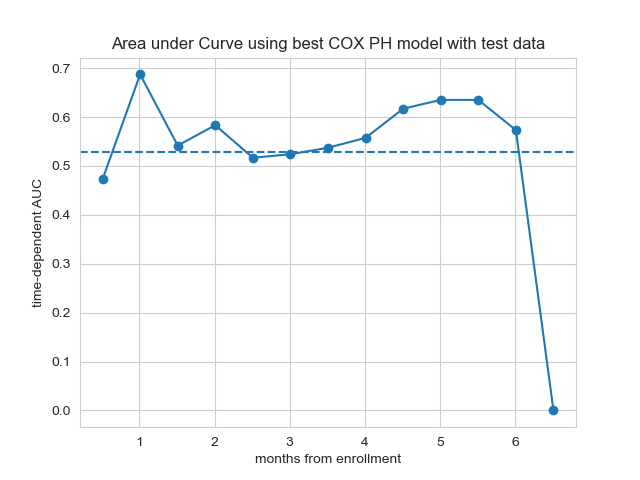 Area under Curve using best COX PH model with test data
time-dependent AUC
0.7
0.6
0.5
0.4
0.3
0.2
0.1
0.0
1 2 3 4 5 6
months from enrollment